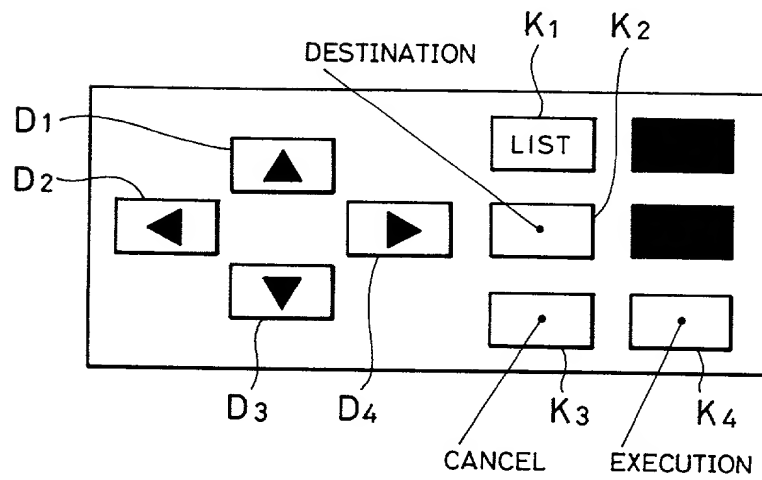 K1
K2
DESTINATION
D1
LIST
D2
D3
D4
K3
K4
CANCEL
EXECUTION